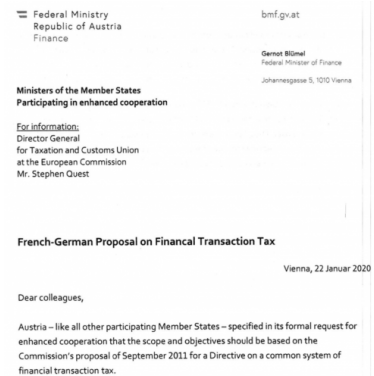 Federal Ministry
Republic of Austria
Finance
bmf.gv.at
Gernot Blümel
Federal Minister of Finance
Johannesgasse 5, 1010 Vienna
Ministers of the Member States
Participating in enhanced cooperation
For information:
Director General
for Taxation and Customs Union
at the European Commission
Mr. Stephen Quest
French-German Proposal on Financal Transaction Tax
Vienna, 22 Januar 2020
Dear colleagues,
Austria – like all other participating Member States – specified in its formal request for
enhanced cooperation that the scope and objectives should be based on the
Commission's proposal of September 2011 for a Directive on a common system of
financial transaction tax.